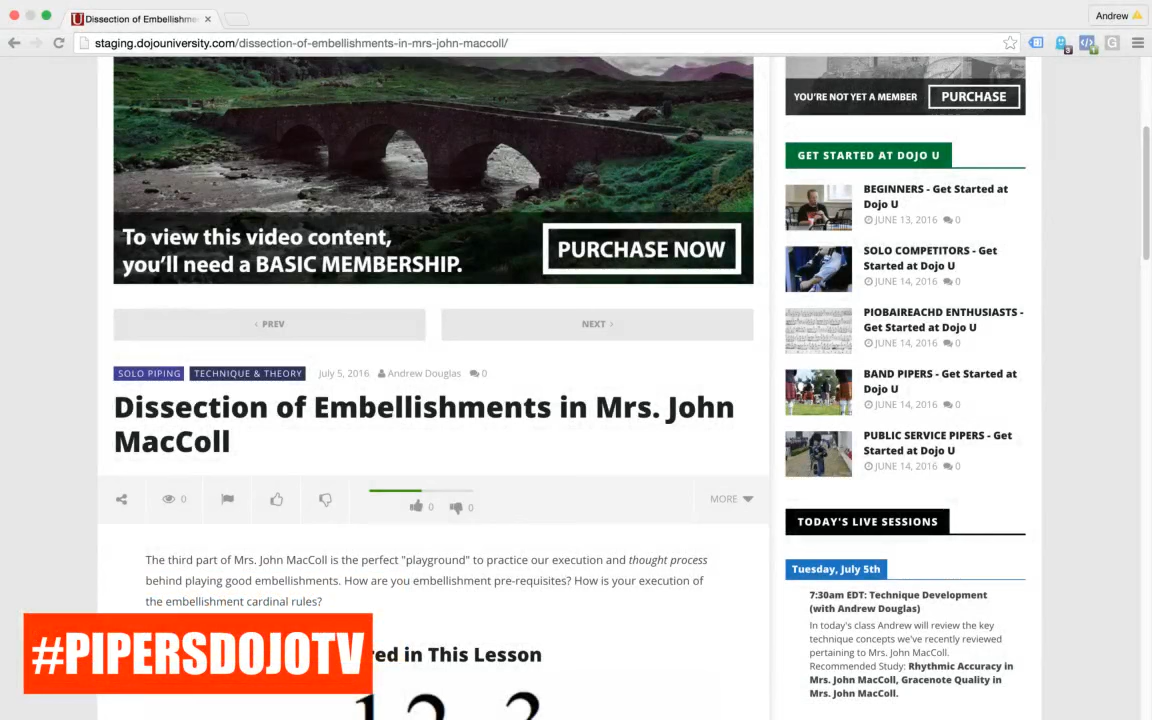 Dissection of Embellishme
Andrew
staging.dojouniversity.com/dissection-of-embellishments-in-mrs-john-maccoll/
3
1
G
YOU'RE NOT YET A MEMBER
PURCHASE
To view this video content,
you'll need a BASIC MEMBERSHIP.
PURCHASE NOW
‹ PREV
NEXT ›
SOLO PIPING
TECHNIQUE & THEORY
July 5, 2016
Andrew Douglas
0
Dissection of Embellishments in Mrs. John
MacColl
0
0
0
MORE
The third part of Mrs. John MacColl is the perfect "playground" to practice our execution and thought process
behind playing good embellishments. How are you embellishment pre-requisites? How is your execution of
the embellishment cardinal rules?
#PIPERSDOJOTV
red in This Lesson
1 2 3
GET STARTED AT DOJO U
BEGINNERS - Get Started at
Dojo U
JUNE 13, 2016 0
SOLO COMPETITORS - Get
Started at Dojo U
JUNE 14, 2016 0
PIOBAIREACHD ENTHUSIASTS -
Get Started at Dojo U
JUNE 14, 2016 0
BAND PIPERS - Get Started at
Dojo U
JUNE 14, 2016 0
PUBLIC SERVICE PIPERS - Get
Started at Dojo U
JUNE 14, 2016 0
TODAY'S LIVE SESSIONS
Tuesday, July 5th
7:30am EDT: Technique Development
(with Andrew Douglas)
In today's class Andrew will review the key
technique concepts we've recently reviewed
pertaining to Mrs. John MacColl.
Recommended Study: Rhythmic Accuracy in
Mrs. John MacColl, Gracenote Quality in
Mrs. John MacColl.